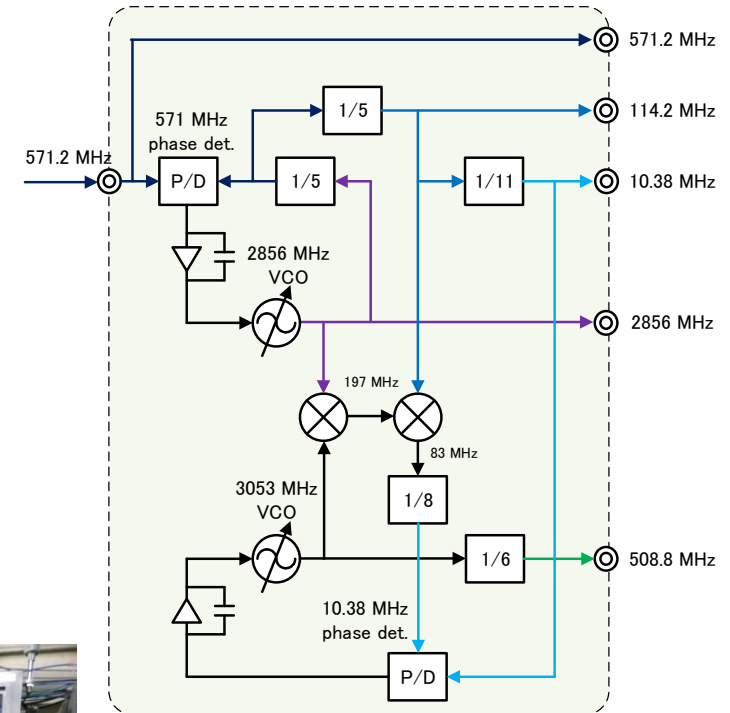 571.2 MHz
114.2 MHz
1/5
571 MHz
phase det.
571.2 MHz
P/D
1/5
1/11
10.38 MHz
2856 MHz
VCO
2856 MHz
197 MHz
83 MHz
1/8
3053 MHz
VCO
1/6
508.8 MHz
10.38 MHz
phase det.
P/D